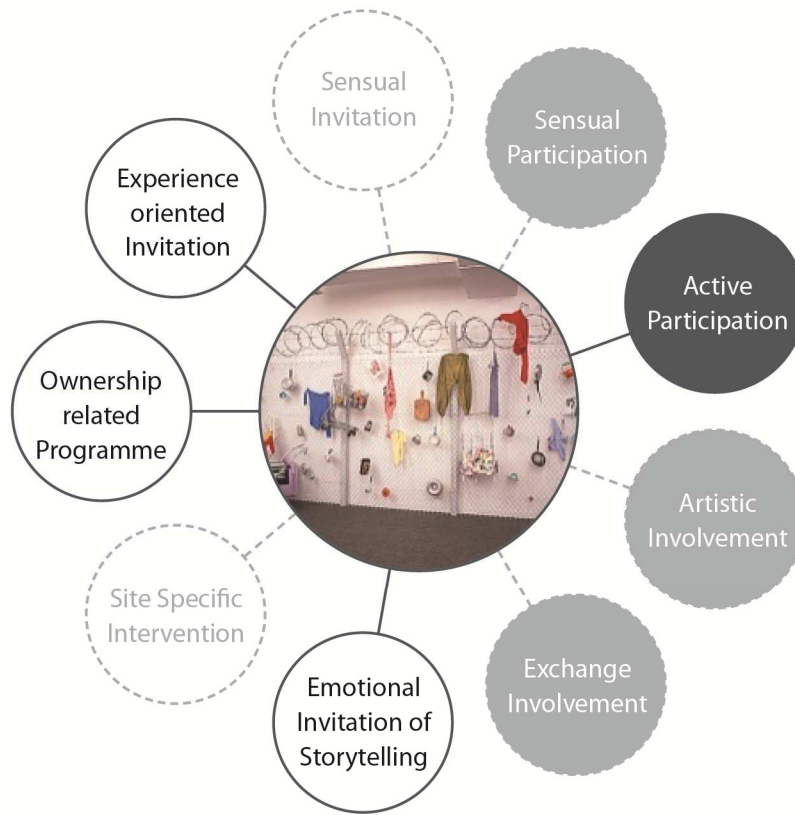 Sensual
Invitation
Sensual
Participation
Experience
oriented
Invitation
Active
Participation
Ownership
related
Programme
Artistic
Involvement
Site Specific
Intervention
Exchange
Involvement
Emotional
Invitation of
Storytelling